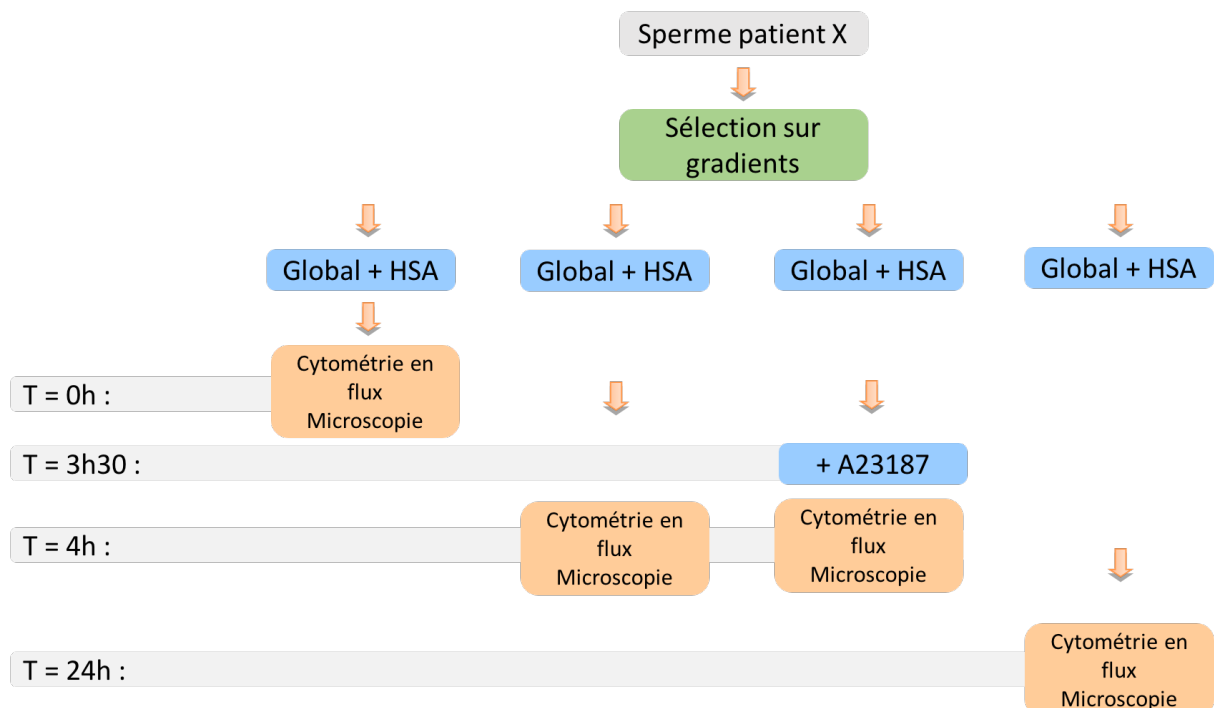 Sperme patient X
Sélection sur
gradients
Global + HSA
Global + HSA
Global + HSA
Global + HSA
T = 0h :
Cytométrie en
flux
Microscopie
T = 3h30 :
+ A23187
T = 4h :
Cytométrie en
flux
Microscopie
Cytométrie en
flux
Microscopie
T = 24h :
Cytométrie en
flux
Microscopie